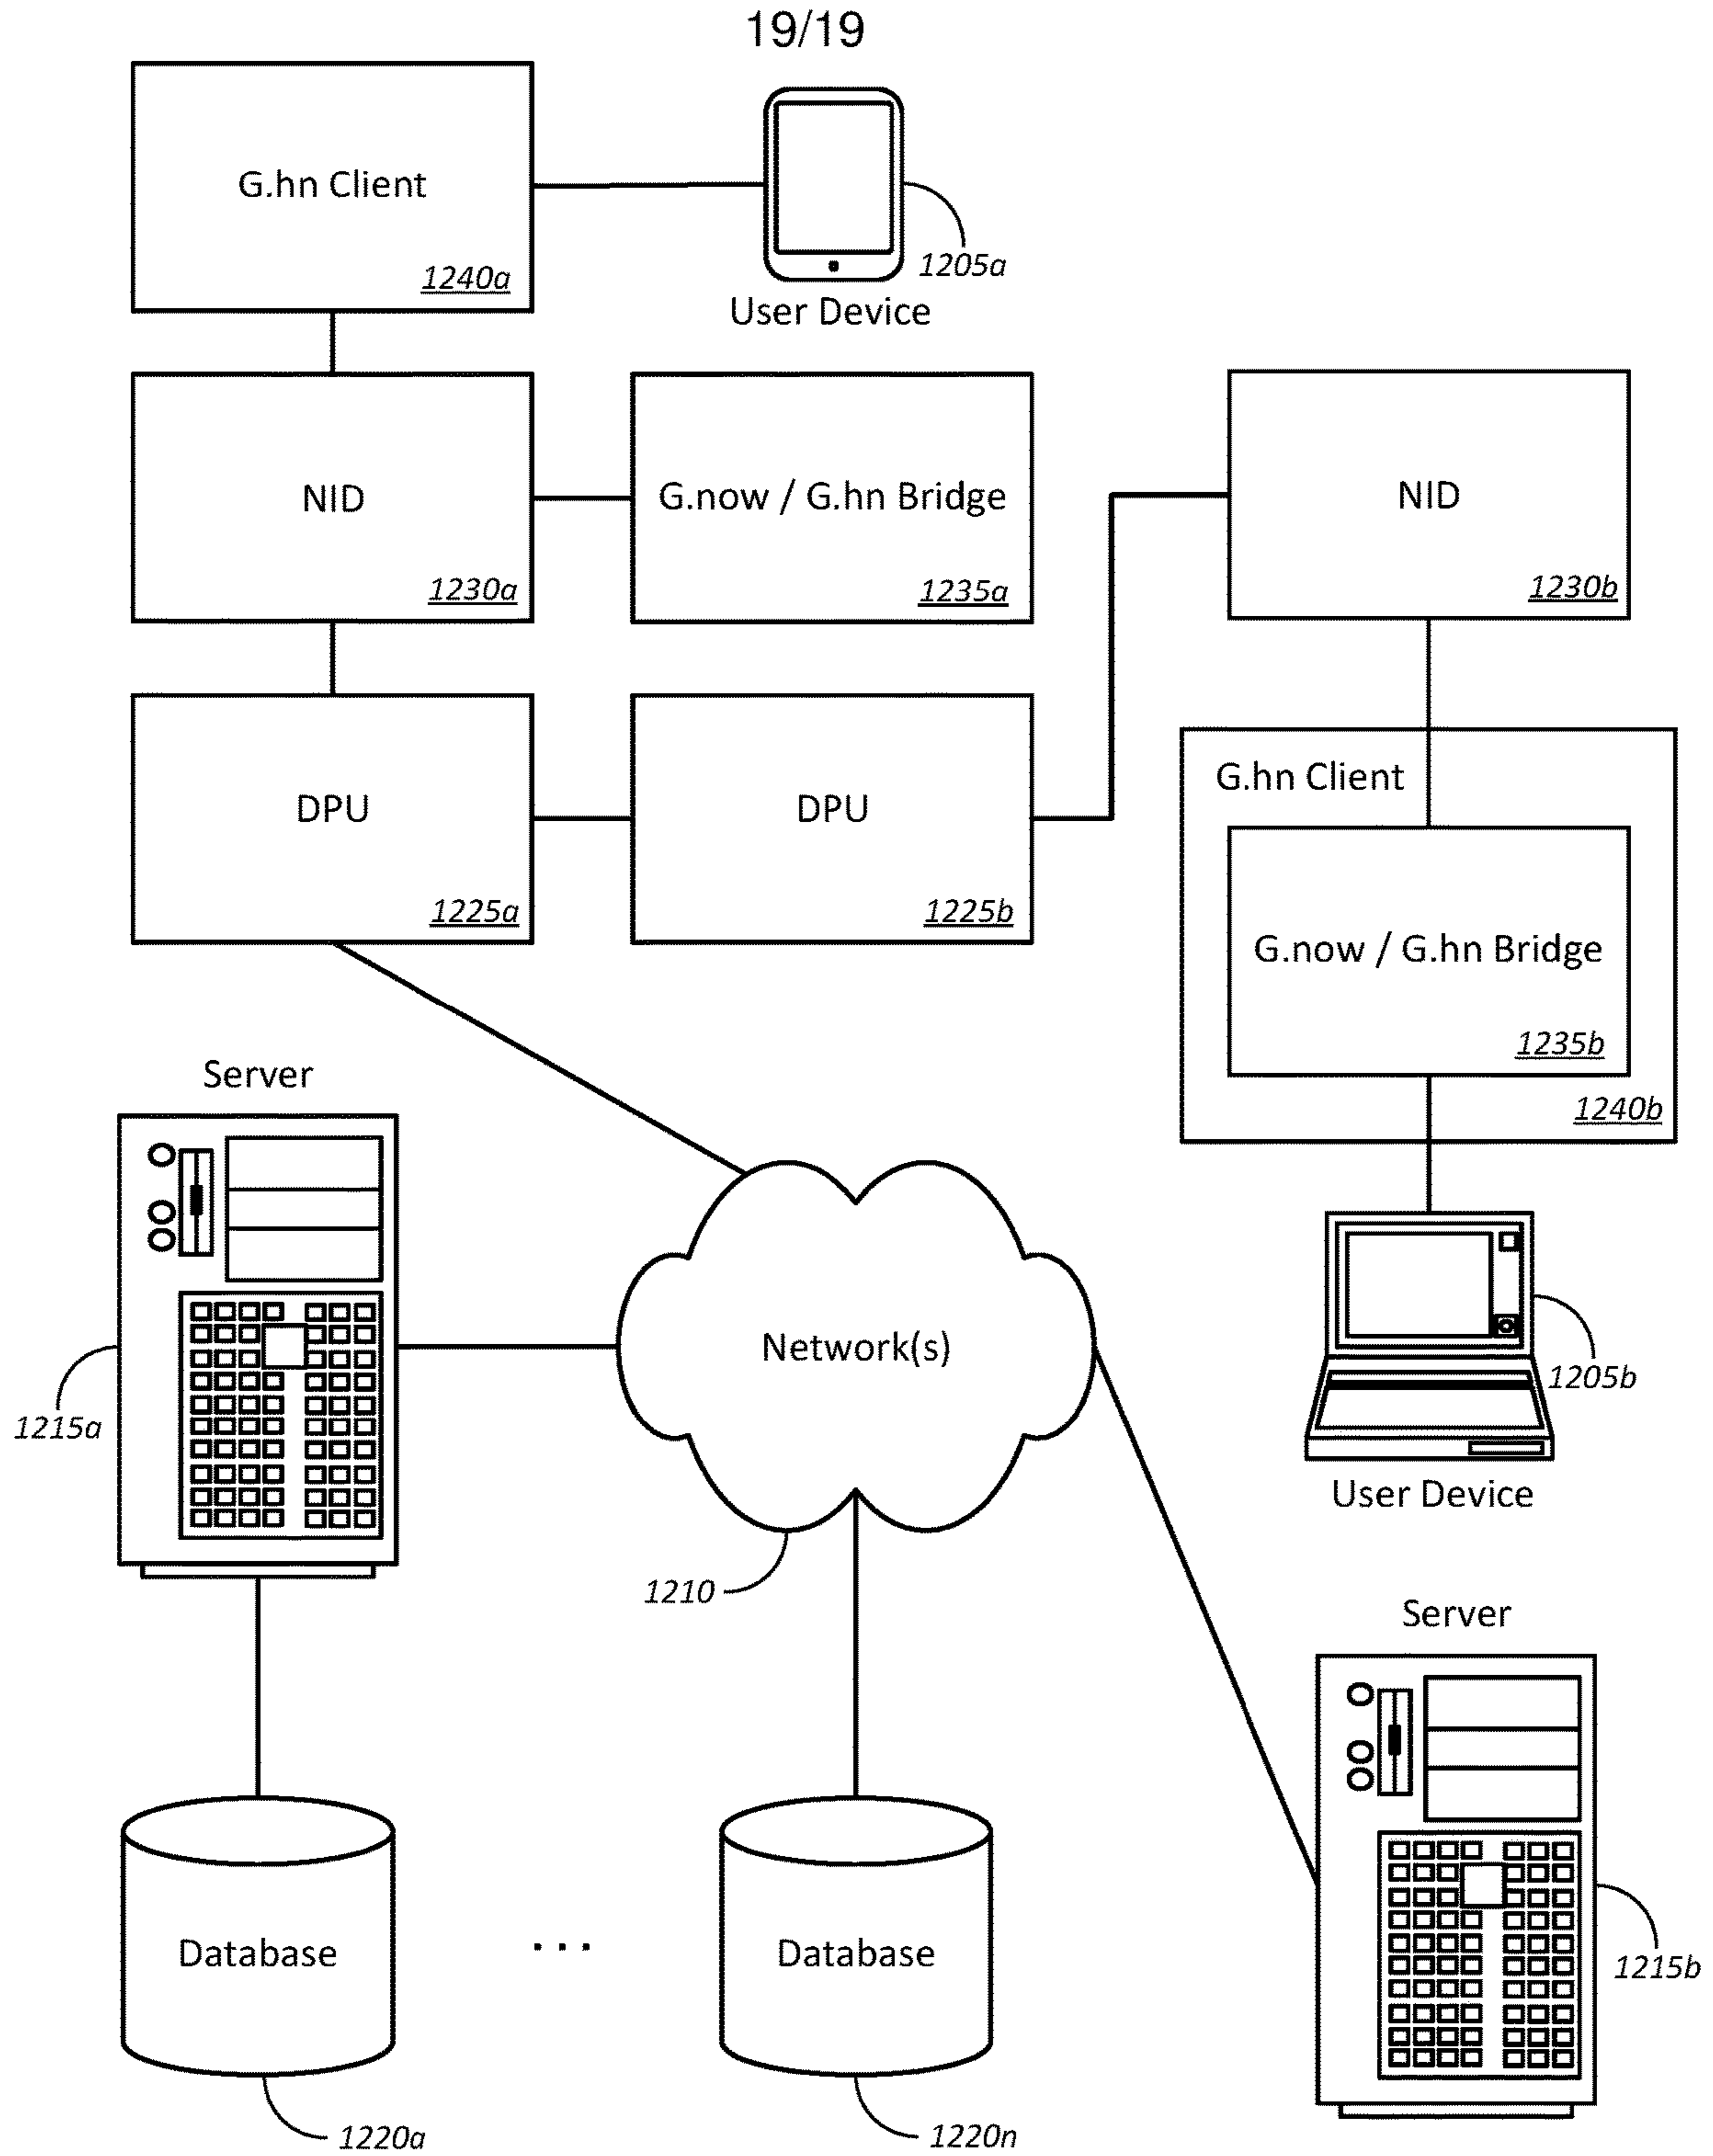 19/19
G.hn Client
1240a
1205a
User Device
NID
1230a
G.now / G.hn Bridge
1235a
NID
1230b
DPU
1225a
DPU
1225b
G.hn Client
G.now / G.hn Bridge
1235b
1240b
Server
1215a
Network(s)
1210
1205b
User Device
Server
1215b
Database
1220a
...
Database
1220n